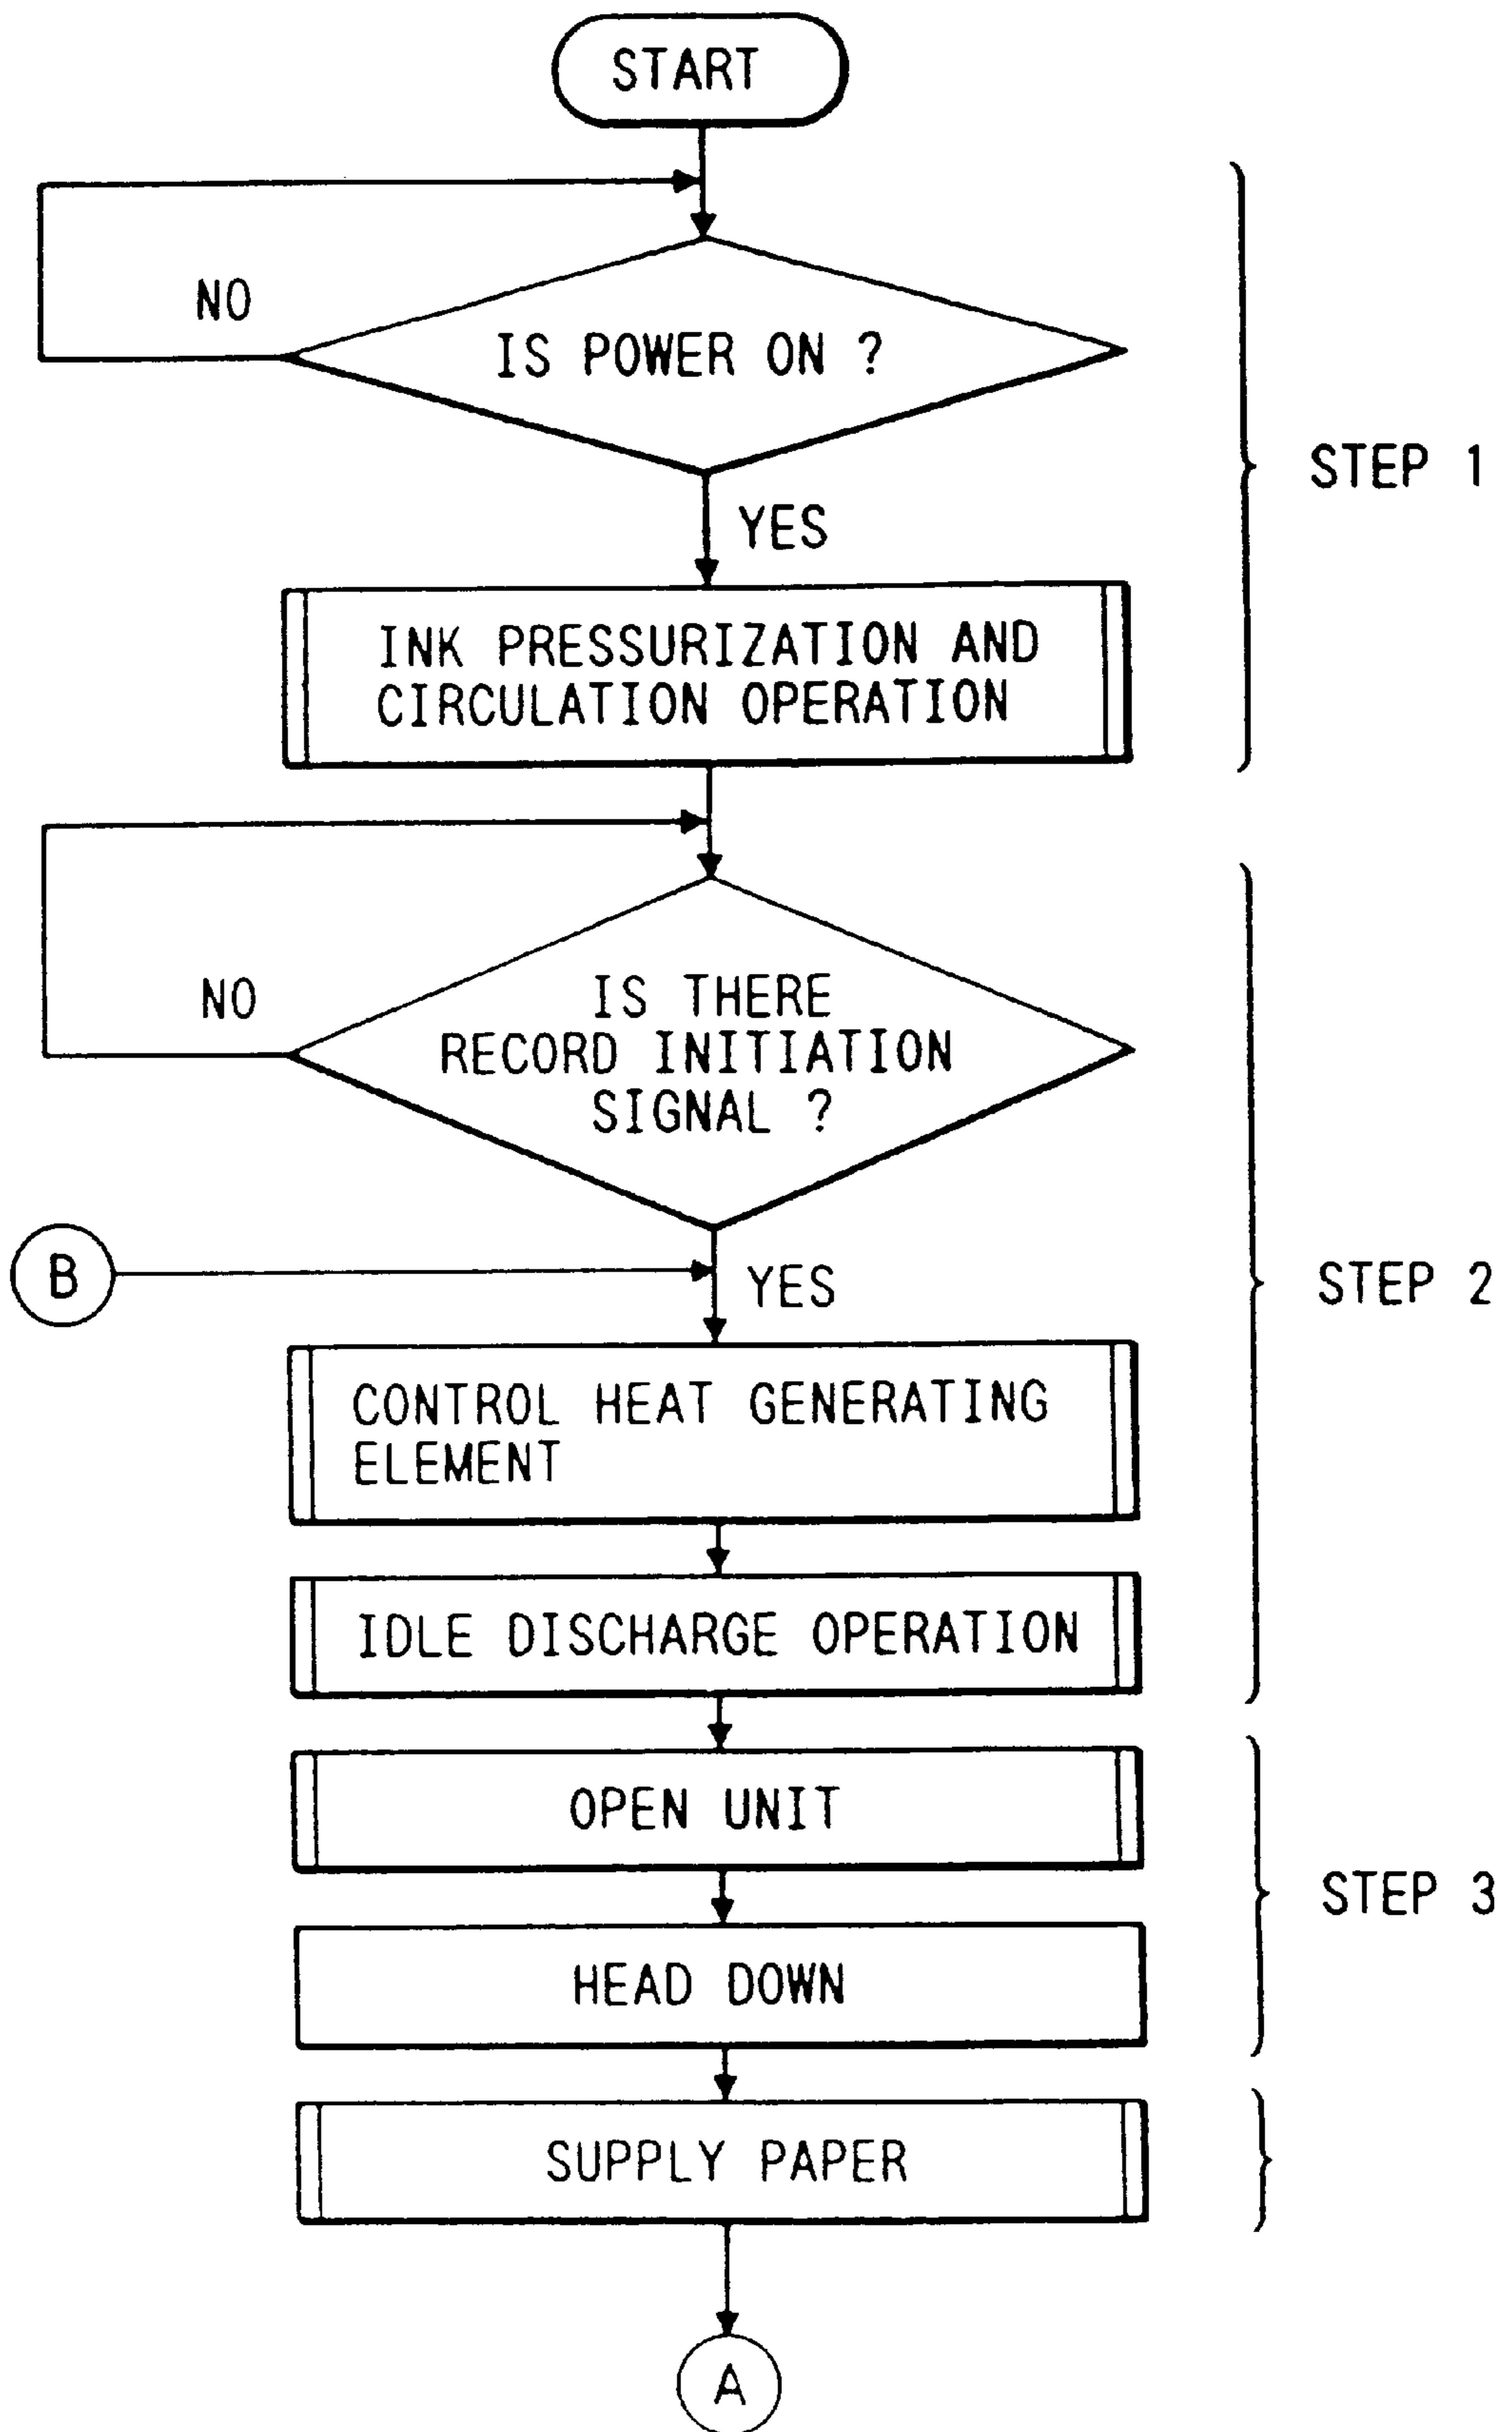 START
NO
IS POWER ON ?
STEP 1
YES
INK PRESSURIZATION AND
CIRCULATION OPERATION
NO
IS THERE
RECORD INITIATION
SIGNAL ?
B
YES
STEP 2
CONTROL HEAT GENERATING
ELEMENT
IDLE DISCHARGE OPERATION
OPEN UNIT
STEP 3
HEAD DOWN
SUPPLY PAPER
A